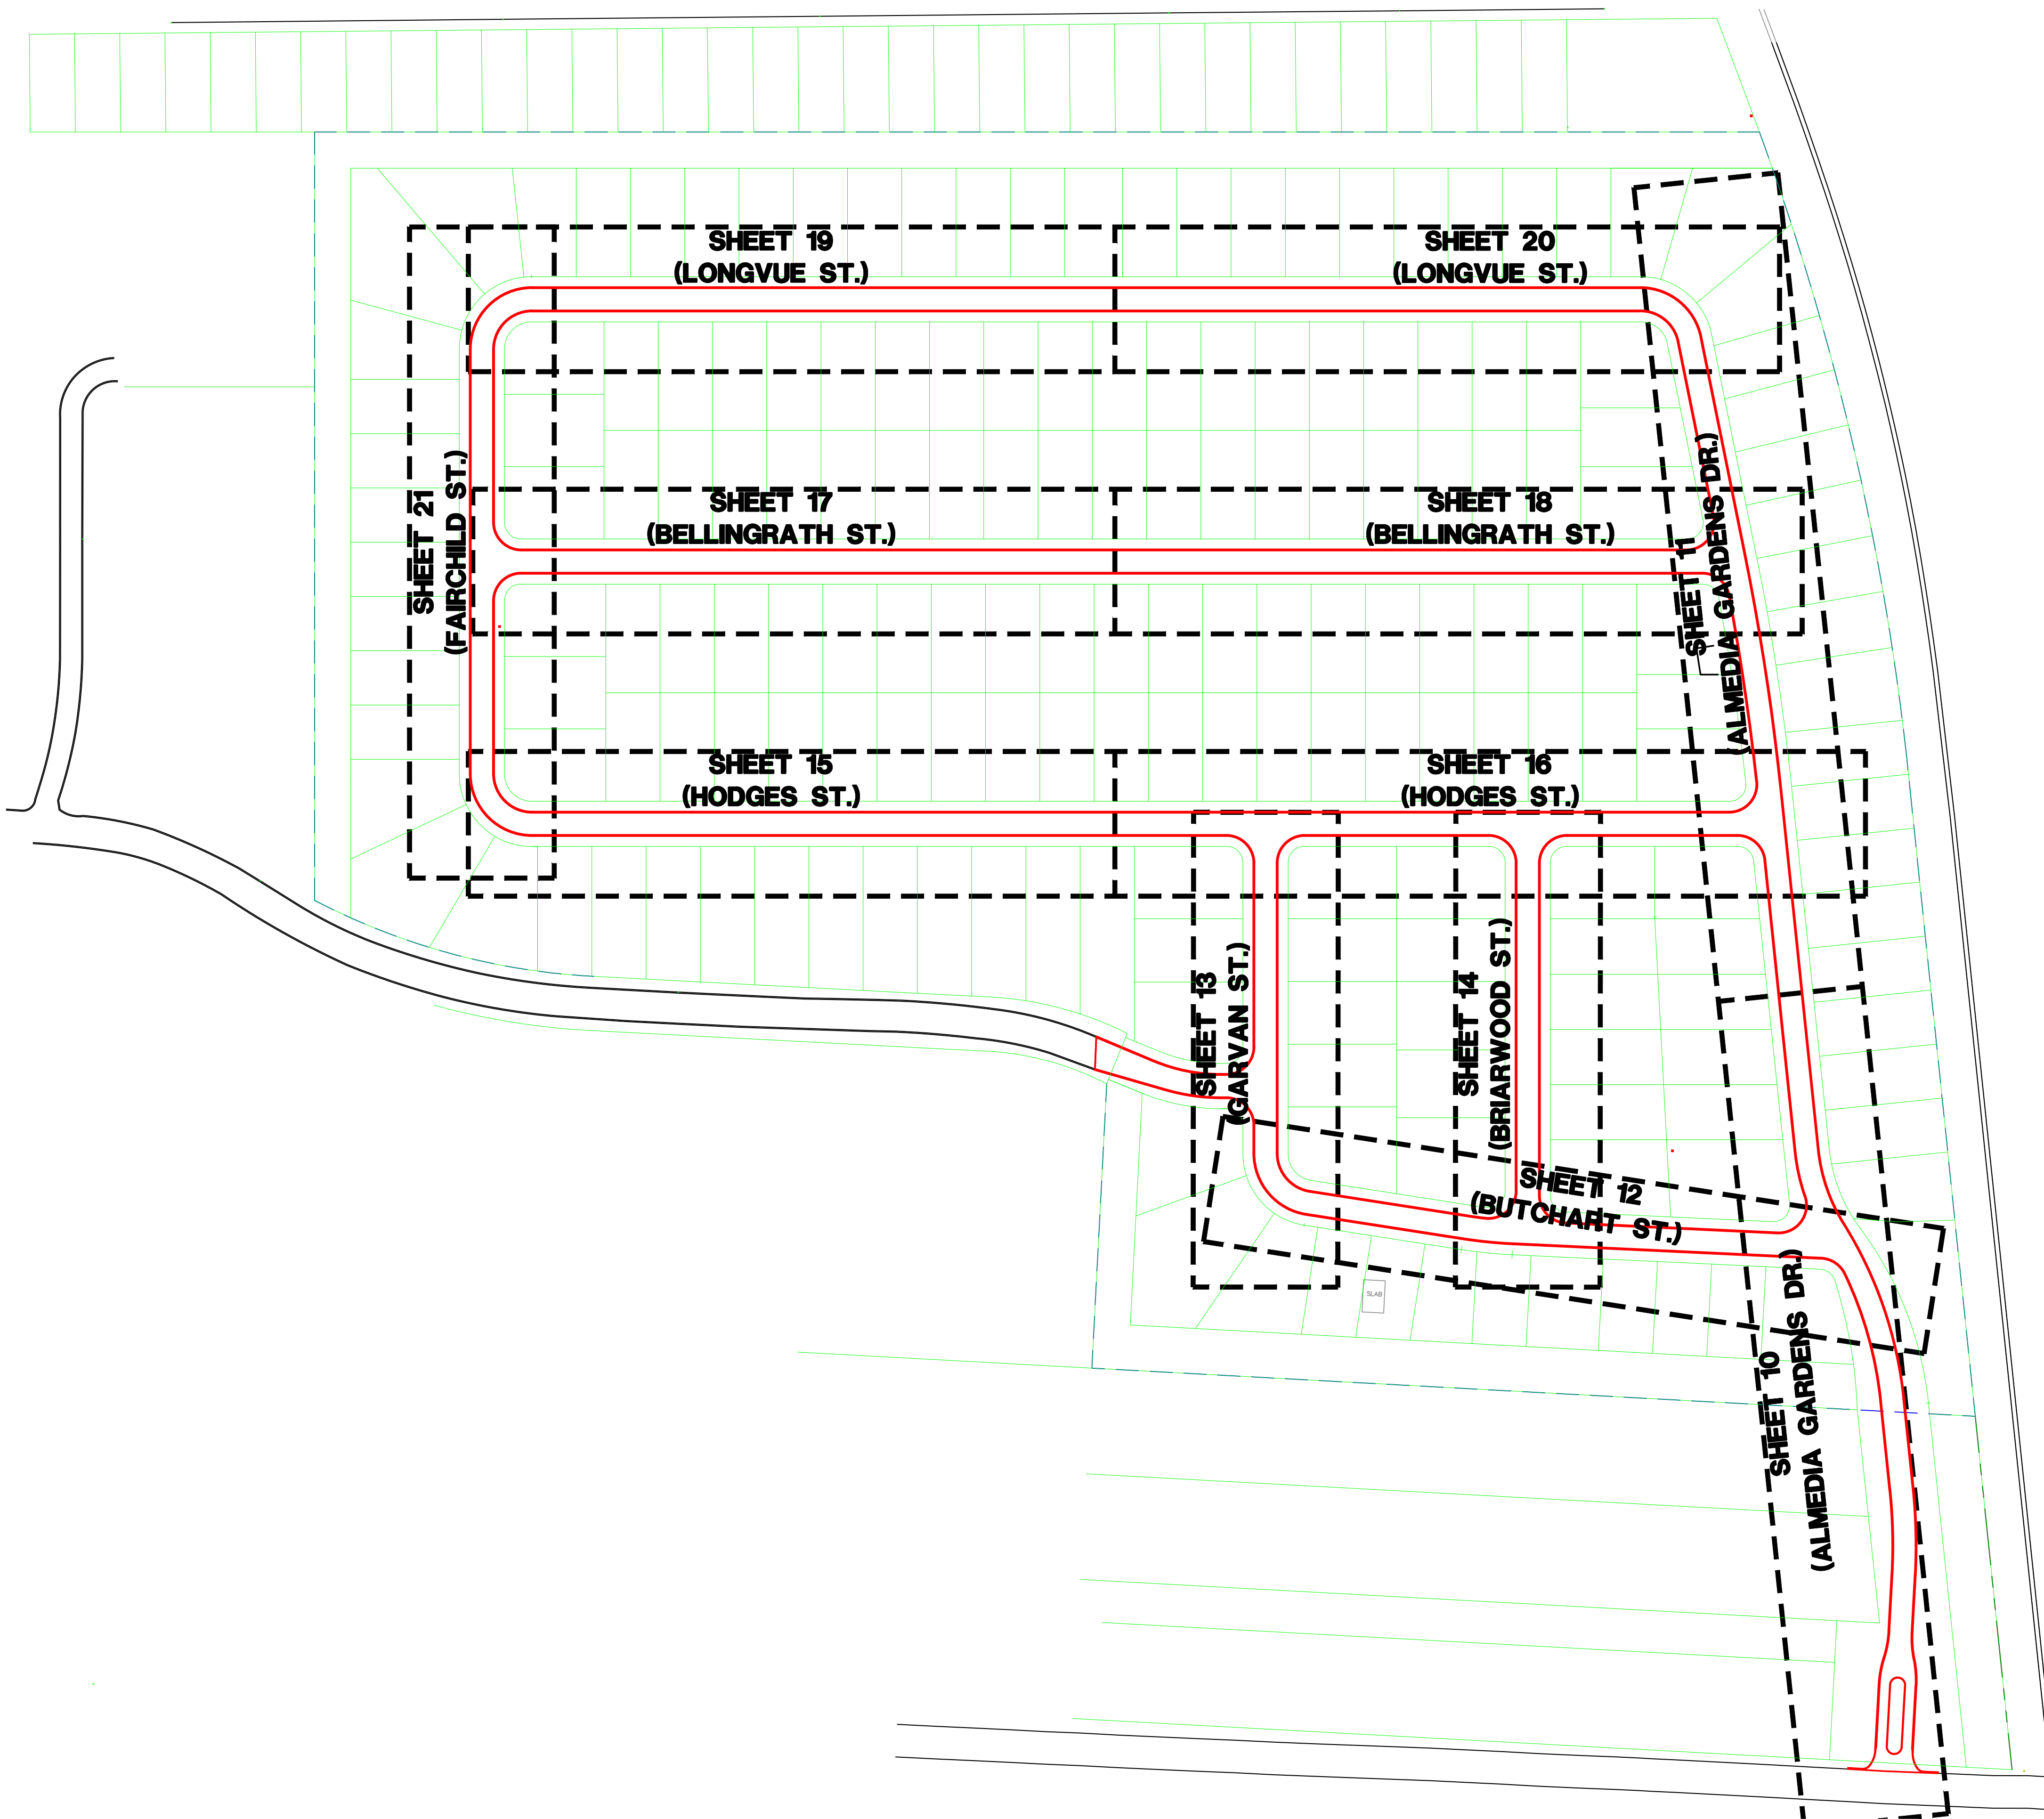 SHEET 19
(LONGVUE ST.)
SHEET 20
(LONGVUE ST.)
SHEET 21
(FAIRCHILD ST.)
SHEET 17
(BELLINGRATH ST.)
SHEET 18
(BELLINGRATH ST.)
SHEET 11
(ALMEDIA GARDENS DR.)
SHEET 15
(HODGES ST.)
SHEET 16
(HODGES ST.)
SHEET 13
(GARVAN ST.)
SHEET 14
(BRIARWOOD ST.)
SHEET 12
(BUTCHART ST.)
SLAB
SHEET 10
(ALMEDIA GARDENS DR.)